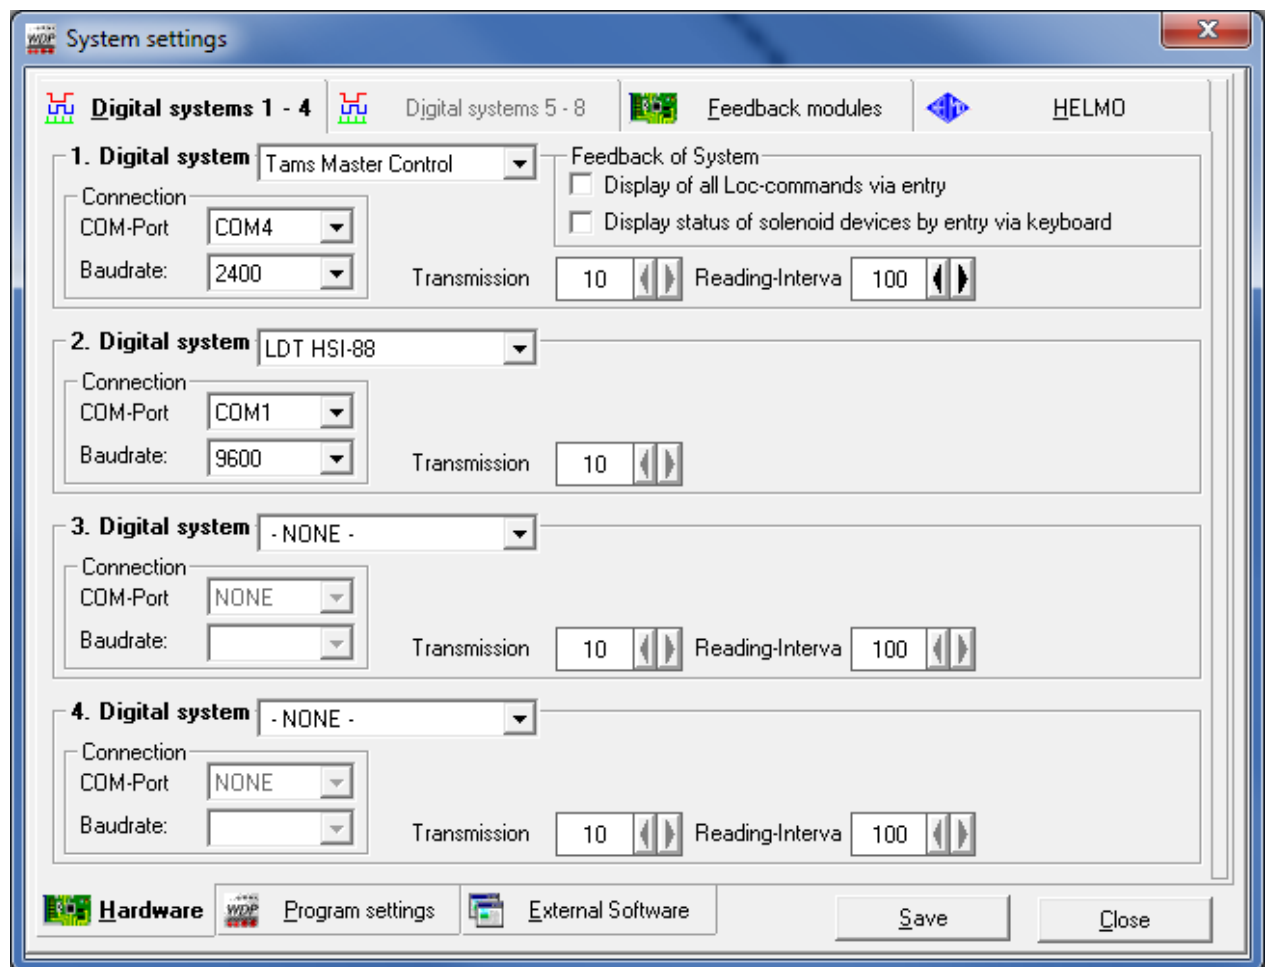 WDP System settings
Digital systems 1 - 4 Digital systems 5 - 8 Feedback modules HELMO
1. Digital system Tams Master Control Feedback of System
Connection Display of all Loc-commands via entry
COM-Port COM4 Display status of solenoid devices by entry via keyboard
Baudrate: 2400 Transmission 10 Reading-Interva 100
2. Digital system LDT HSI-88
Connection
COM-Port COM1
Baudrate: 9600 Transmission 10
3. Digital system - NONE -
Connection
COM-Port NONE
Baudrate: Transmission 10 Reading-Interva 100
4. Digital system - NONE -
Connection
COM-Port NONE
Baudrate: Transmission 10 Reading-Interva 100
Hardware WDP Program settings External Software Save Close